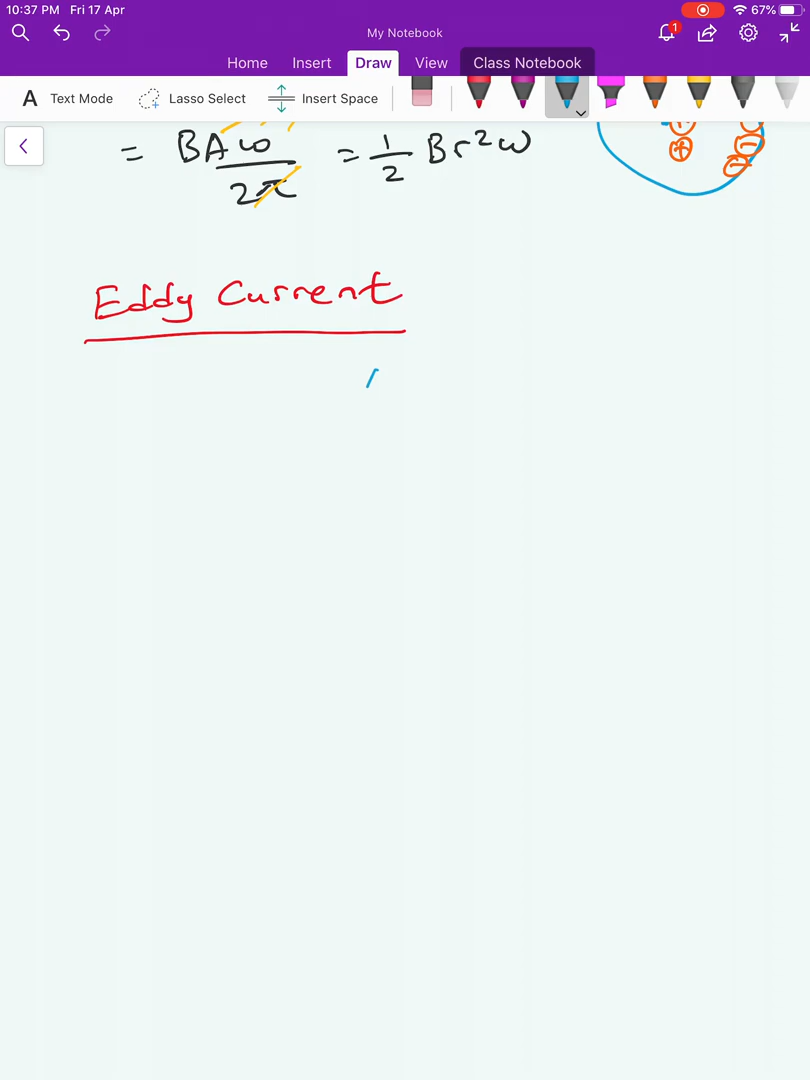 10:37 PM Fri 17 Apr 67%
My Notebook
1
Home Insert Draw View Class Notebook
A Text Mode Lasso Select Insert Space
= BAω/2π = 1/2 Br²ω
+ −
−
Eddy Current